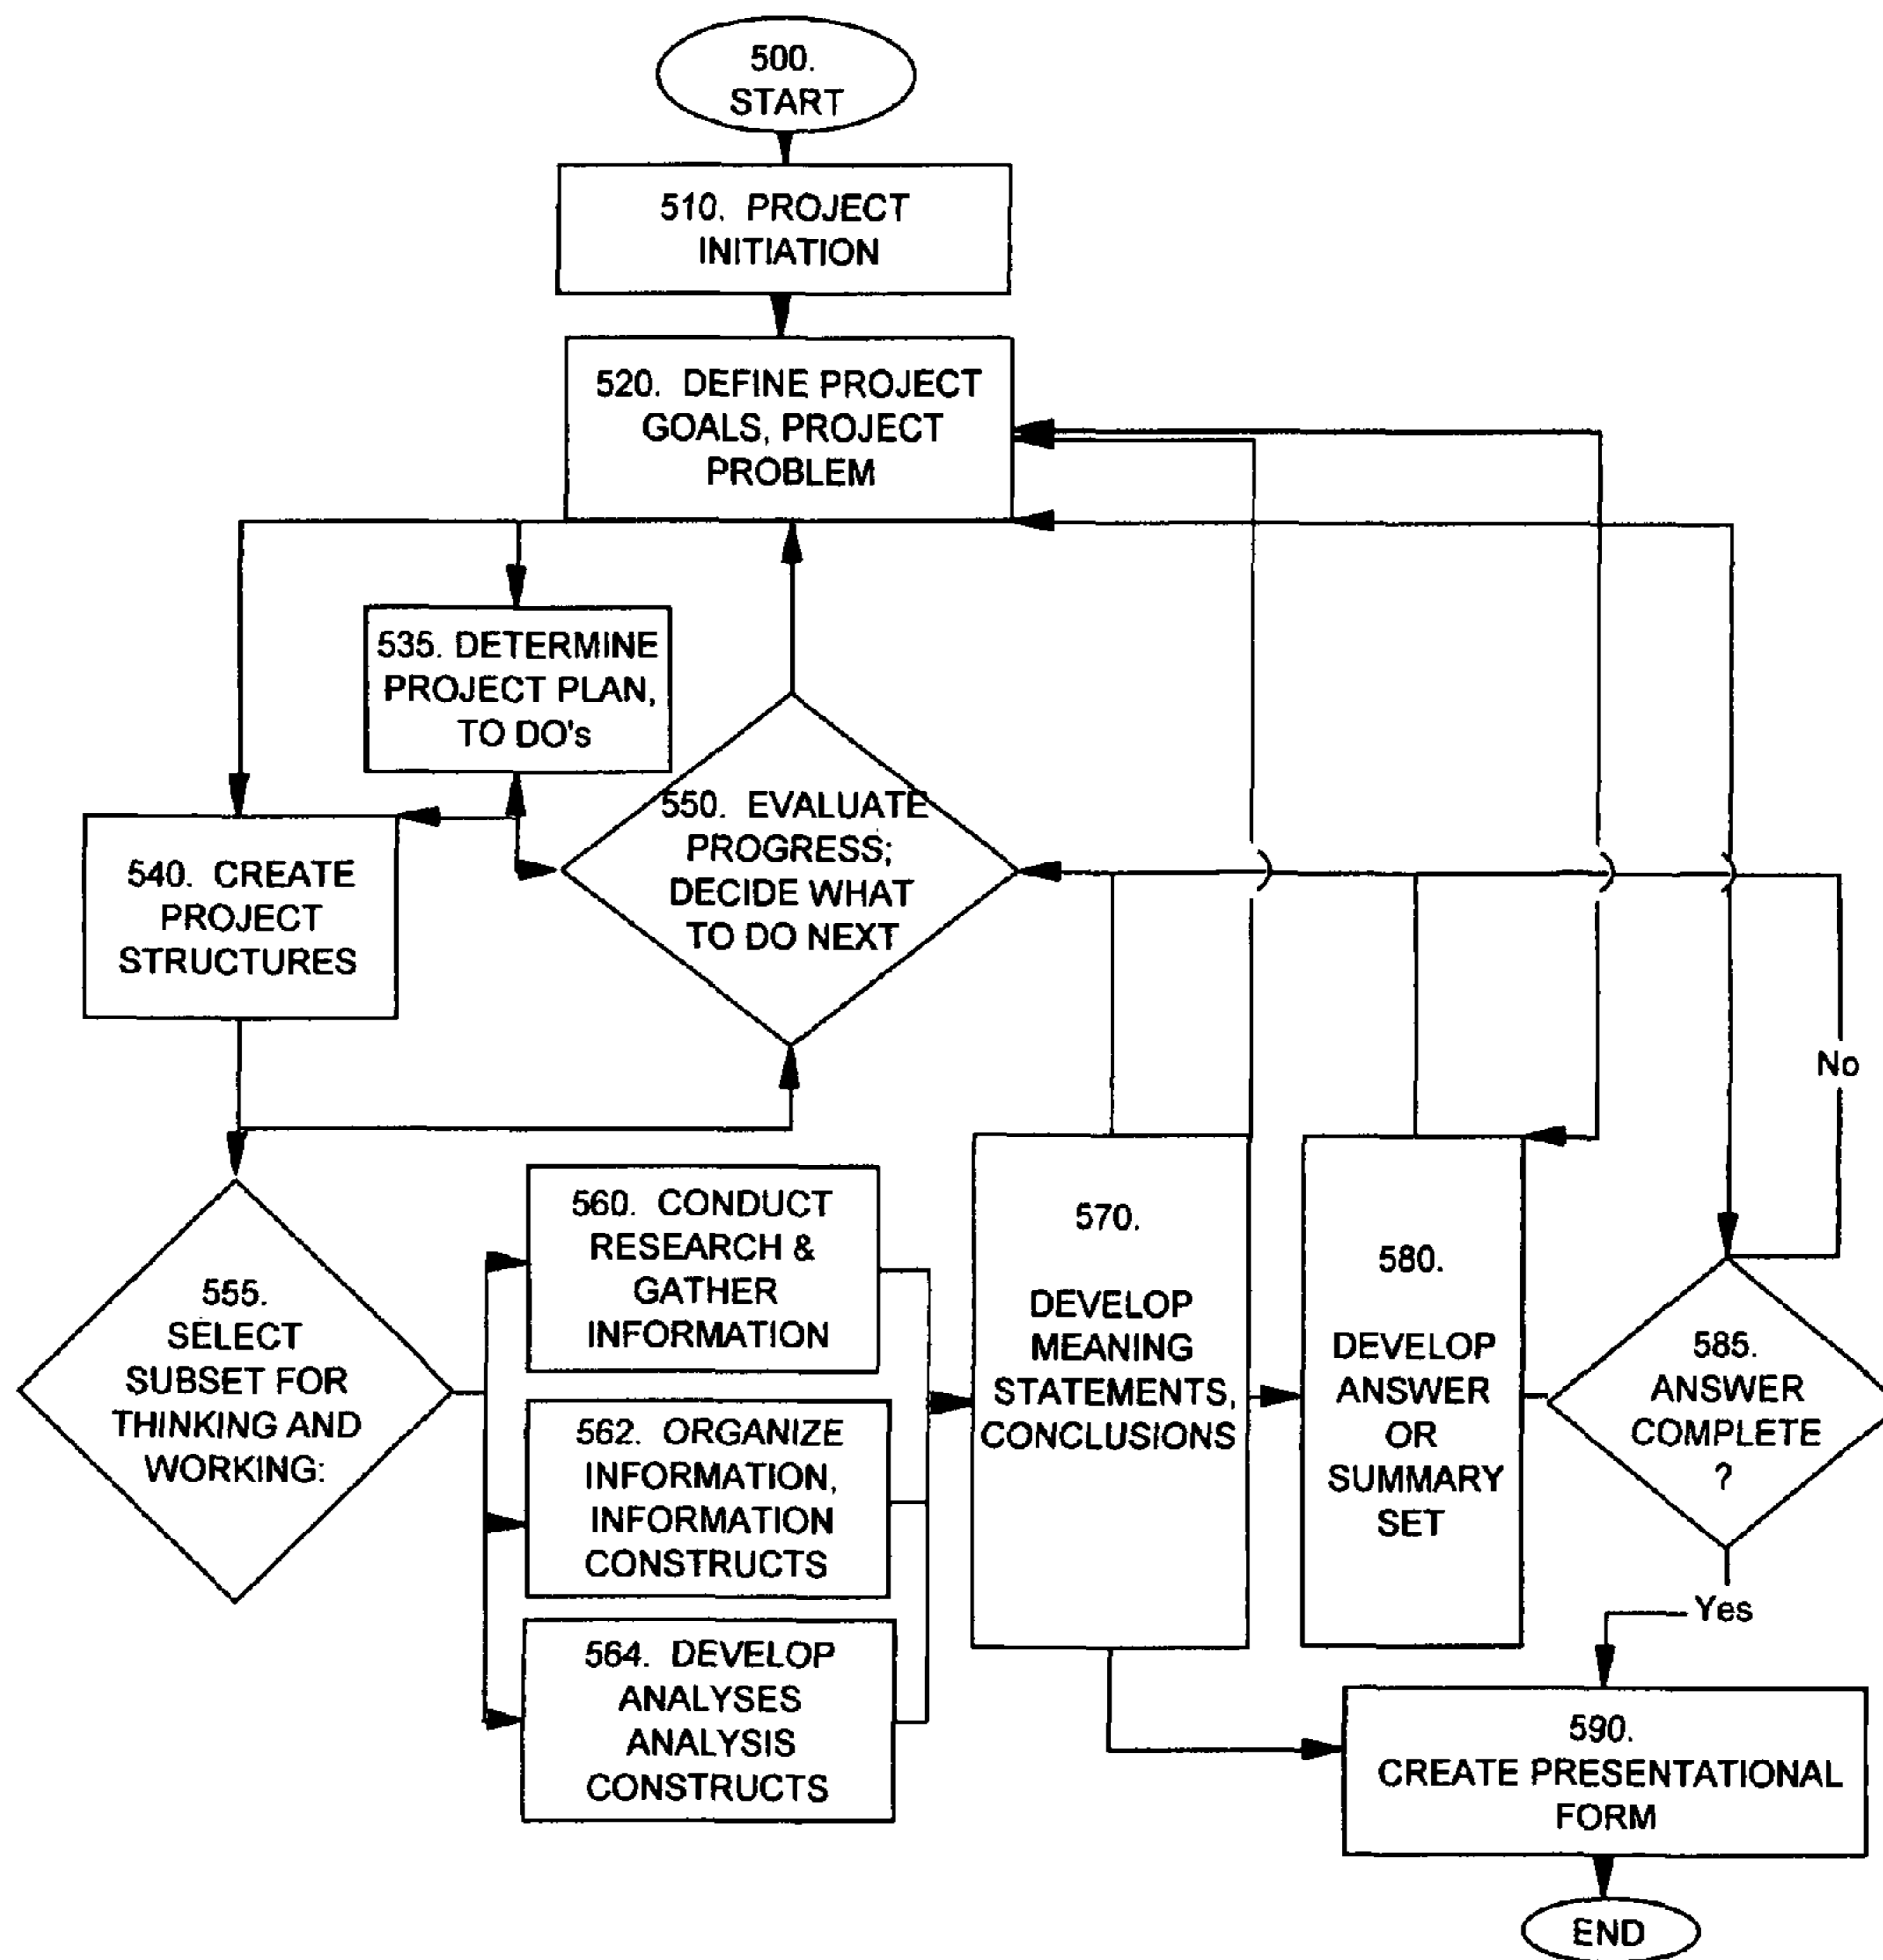 500.
START
510. PROJECT
INITIATION
520. DEFINE PROJECT
GOALS, PROJECT
PROBLEM
535. DETERMINE
PROJECT PLAN,
TO DO's
550. EVALUATE
PROGRESS;
DECIDE WHAT
TO DO NEXT
540. CREATE
PROJECT
STRUCTURES
No
555.
SELECT
SUBSET FOR
THINKING AND
WORKING:
560. CONDUCT
RESEARCH &
GATHER
INFORMATION
562. ORGANIZE
INFORMATION,
INFORMATION
CONSTRUCTS
564. DEVELOP
ANALYSES
ANALYSIS
CONSTRUCTS
570.
DEVELOP
MEANING
STATEMENTS,
CONCLUSIONS
580.
DEVELOP
ANSWER
OR
SUMMARY
SET
585.
ANSWER
COMPLETE
?
Yes
590.
CREATE PRESENTATIONAL
FORM
END